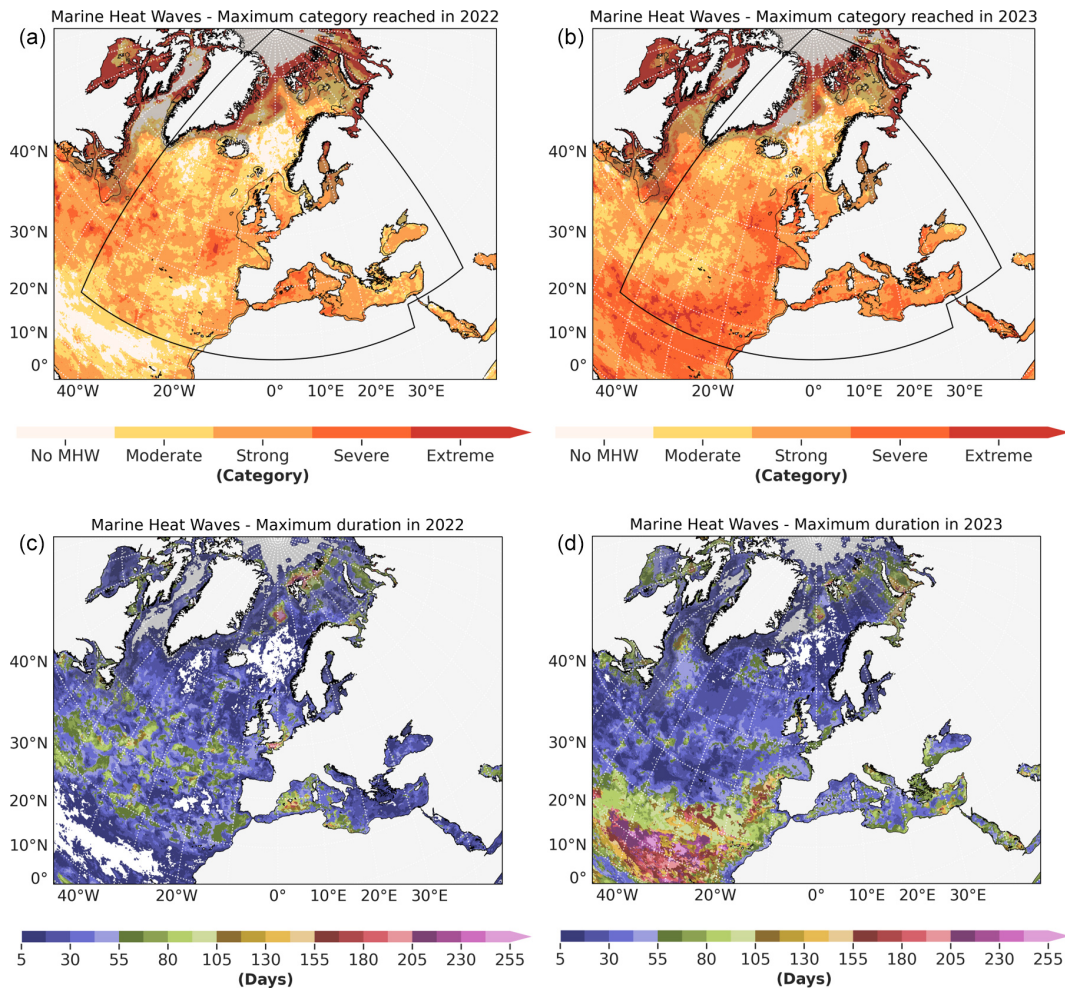 Marine Heat Waves - Maximum category reached in 2022
(a)
40°N
30°N
20°N
10°N
0°
40°W 20°W 0° 10°E 20°E 30°E
No MHW Moderate Strong Severe Extreme
(Category)
Marine Heat Waves - Maximum category reached in 2023
(b)
40°N
30°N
20°N
10°N
0°
40°W 20°W 0° 10°E 20°E 30°E
No MHW Moderate Strong Severe Extreme
(Category)
Marine Heat Waves - Maximum duration in 2022
(c)
40°N
30°N
20°N
10°N
0°
40°W 20°W 0° 10°E 20°E 30°E
5 30 55 80 105 130 155 180 205 230 255
(Days)
Marine Heat Waves - Maximum duration in 2023
(d)
40°N
30°N
20°N
10°N
0°
40°W 20°W 0° 10°E 20°E 30°E
5 30 55 80 105 130 155 180 205 230 255
(Days)